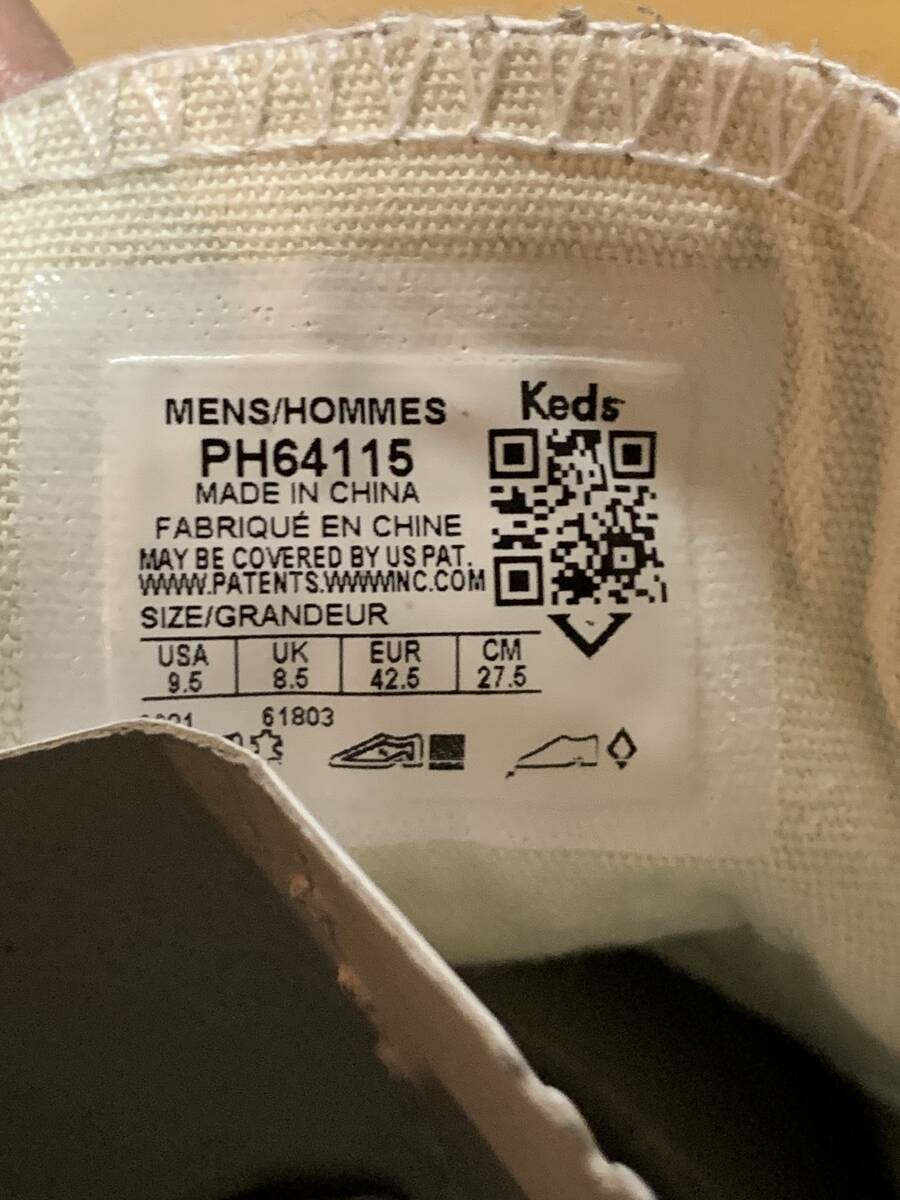 Keds
MENS/HOMMES
PH64115
MADE IN CHINA
FABRIQUÉ EN CHINE
MAY BE COVERED BY US PAT.
WWW.PATENTS.WWWINC.COM
SIZE/GRANDEUR
USA UK EUR CM
9.5 8.5 42.5 27.5
61803